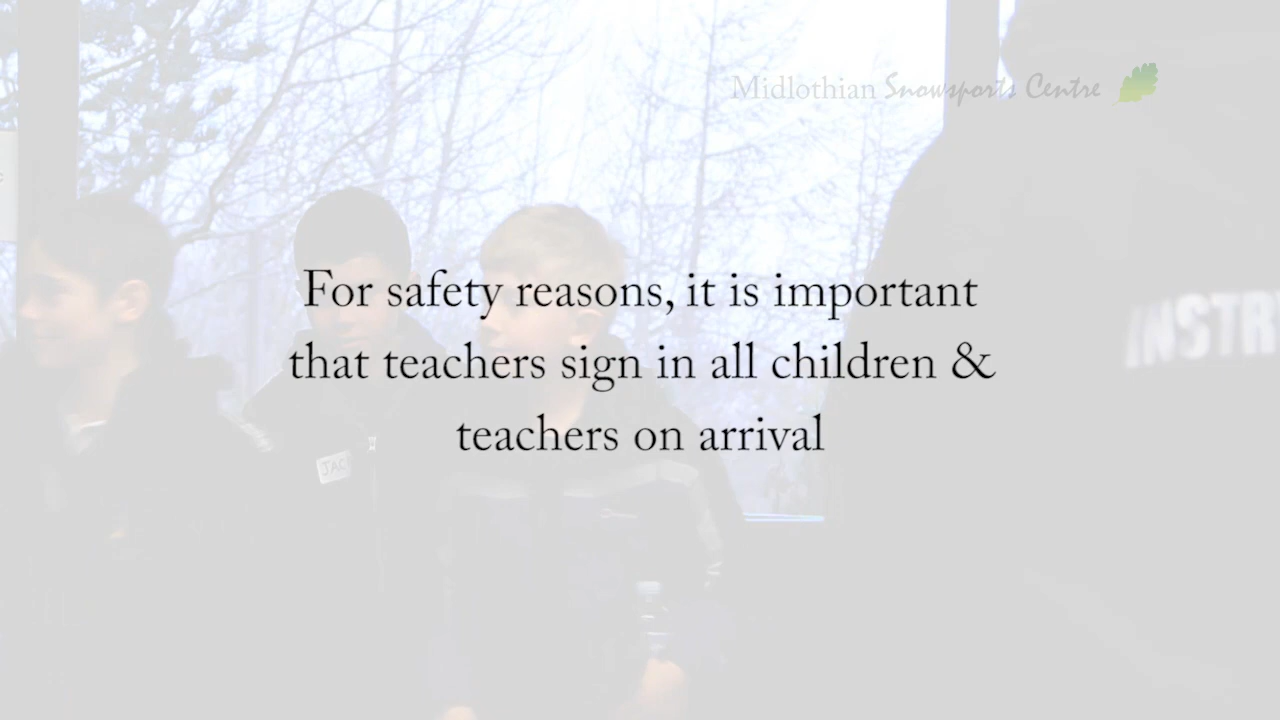 Midlothian Snowsports Centre
For safety reasons, it is important
that teachers sign in all children &
teachers on arrival